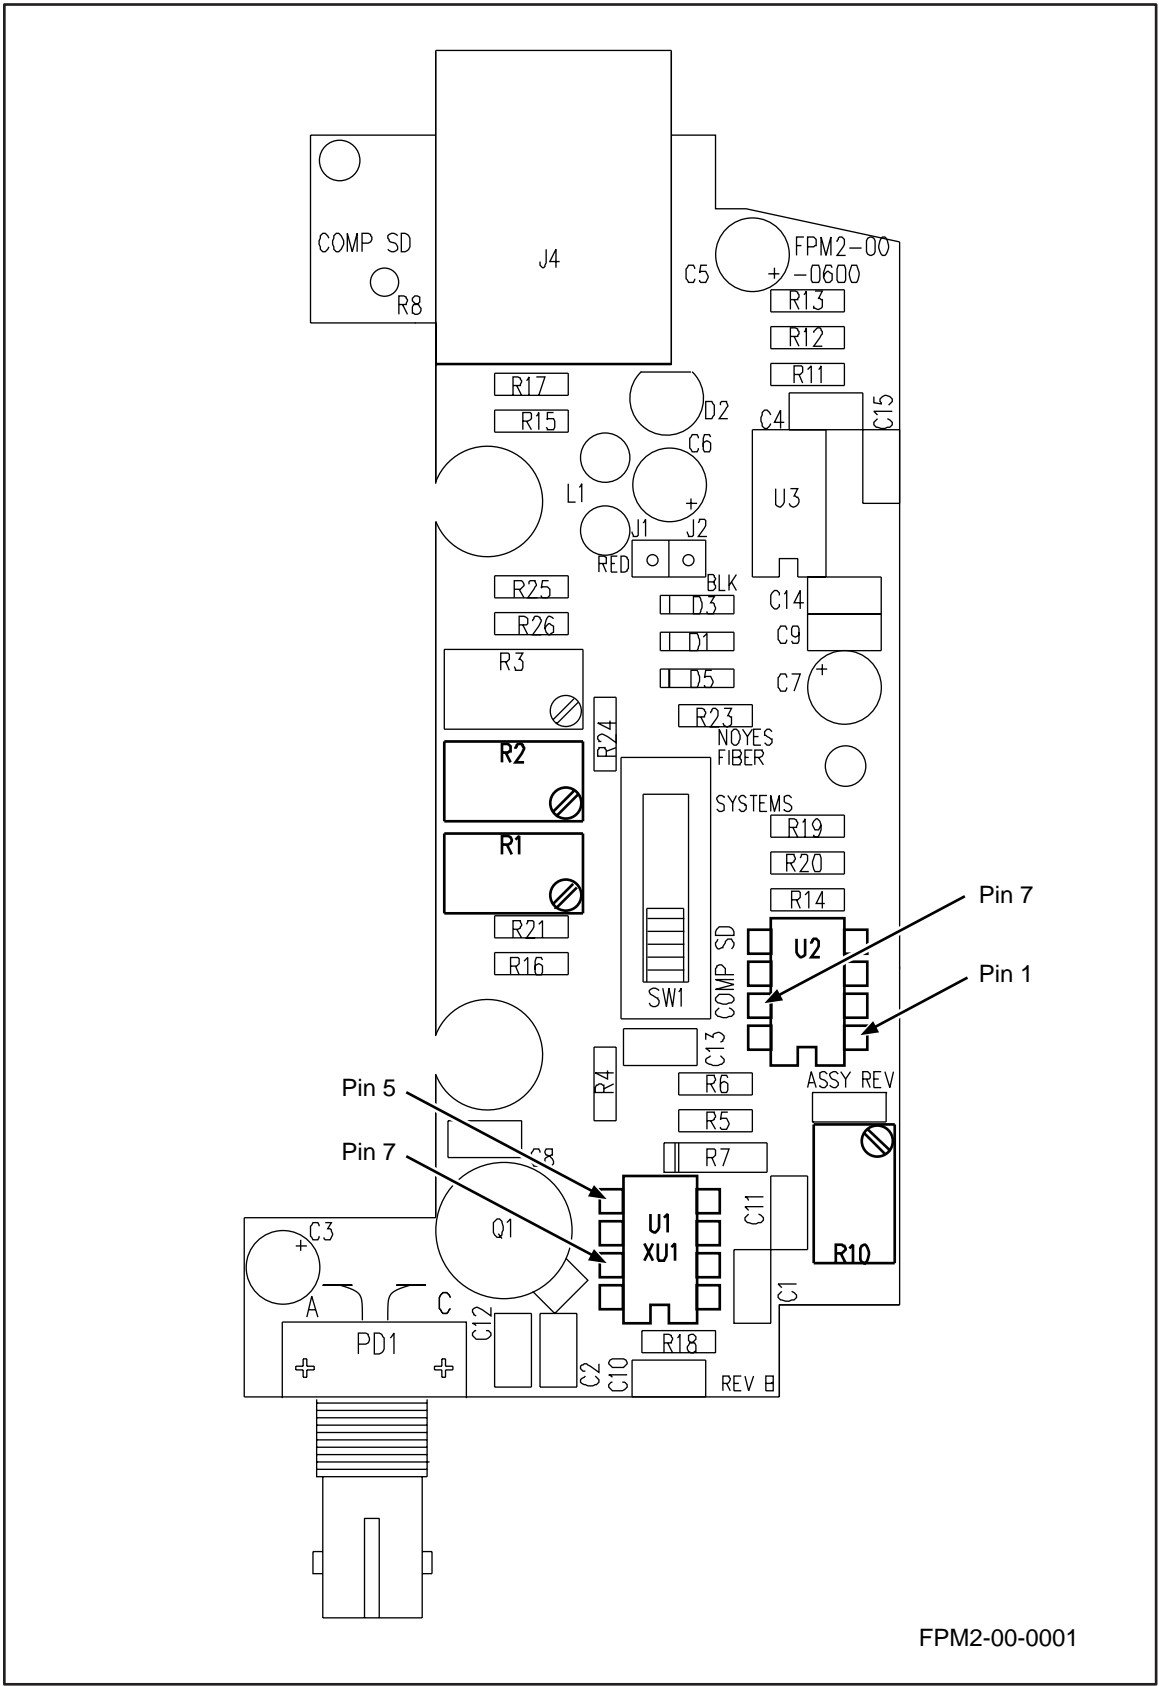 J4
COMP SD
R8
C5
FPM2-00
-0600
R13
R12
R11
R17
R15
D2
C4
C15
C6
L1
U3
J1
J2
RED
BLK
R25
R26
D3
C14
D1
C9
R3
D5
C7
R23
R24
NOYES
FIBER
R2
SYSTEMS
R19
R1
R20
R14
Pin 7
R21
COMP SD
U2
R16
Pin 1
SW1
C13
R4
R6
ASSY REV
Pin 5
R5
Pin 7
C8
R7
C3
Q1
U1
XU1
C11
R10
A
C
C12
C1
PD1
R18
C2
C10
REV B
FPM2-00-0001